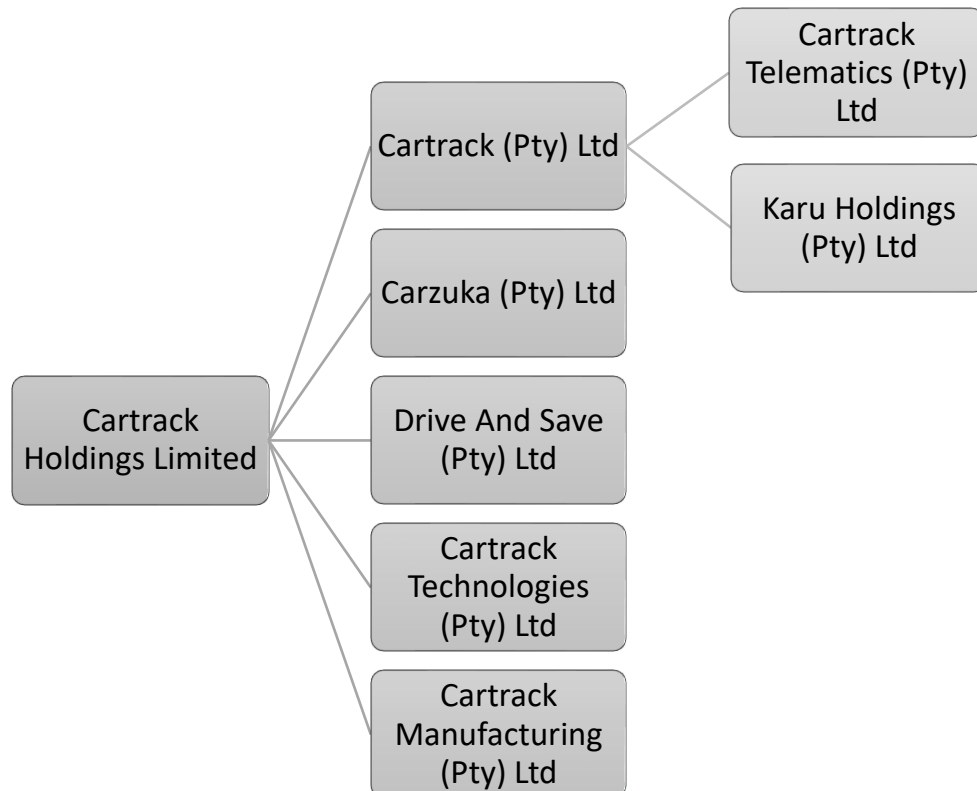 Cartrack
Holdings Limited
Cartrack (Pty) Ltd
Cartrack
Telematics (Pty)
Ltd
Karu Holdings
(Pty) Ltd
Carzuka (Pty) Ltd
Drive And Save
(Pty) Ltd
Cartrack
Technologies
(Pty) Ltd
Cartrack
Manufacturing
(Pty) Ltd